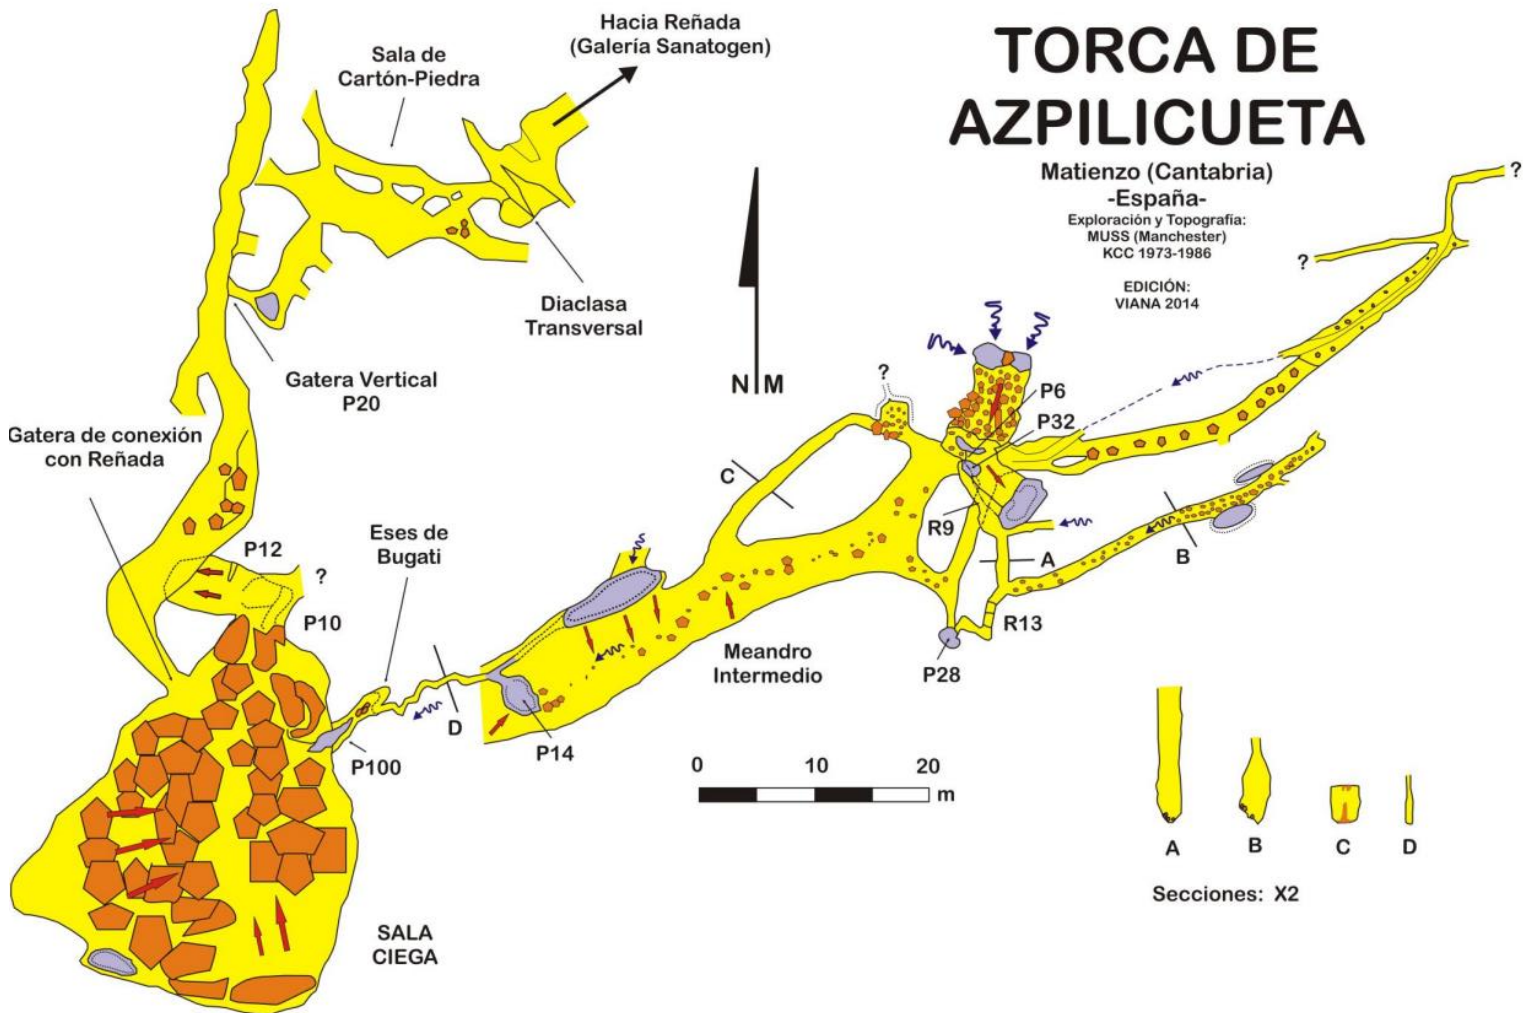 TORCA DE
AZPILICUETA
Matienzo (Cantabria)
-España-
Exploración y Topografía:
MUSS (Manchester)
KCC 1973-1986
EDICIÓN:
VIANA 2014
Hacia Reñada
(Galería Sanatogen)
Sala de
Cartón-Piedra
Diaclasa
Transversal
Gatera Vertical
P20
Gatera de conexión
con Reñada
N M
?
?
?
P6
P32
C
R9
A
B
Eses de
Bugati
P12
?
P10
R13
Meandro
Intermedio
P28
D
P14
P100
0 10 20
m
A B C D
Secciones: X2
SALA
CIEGA